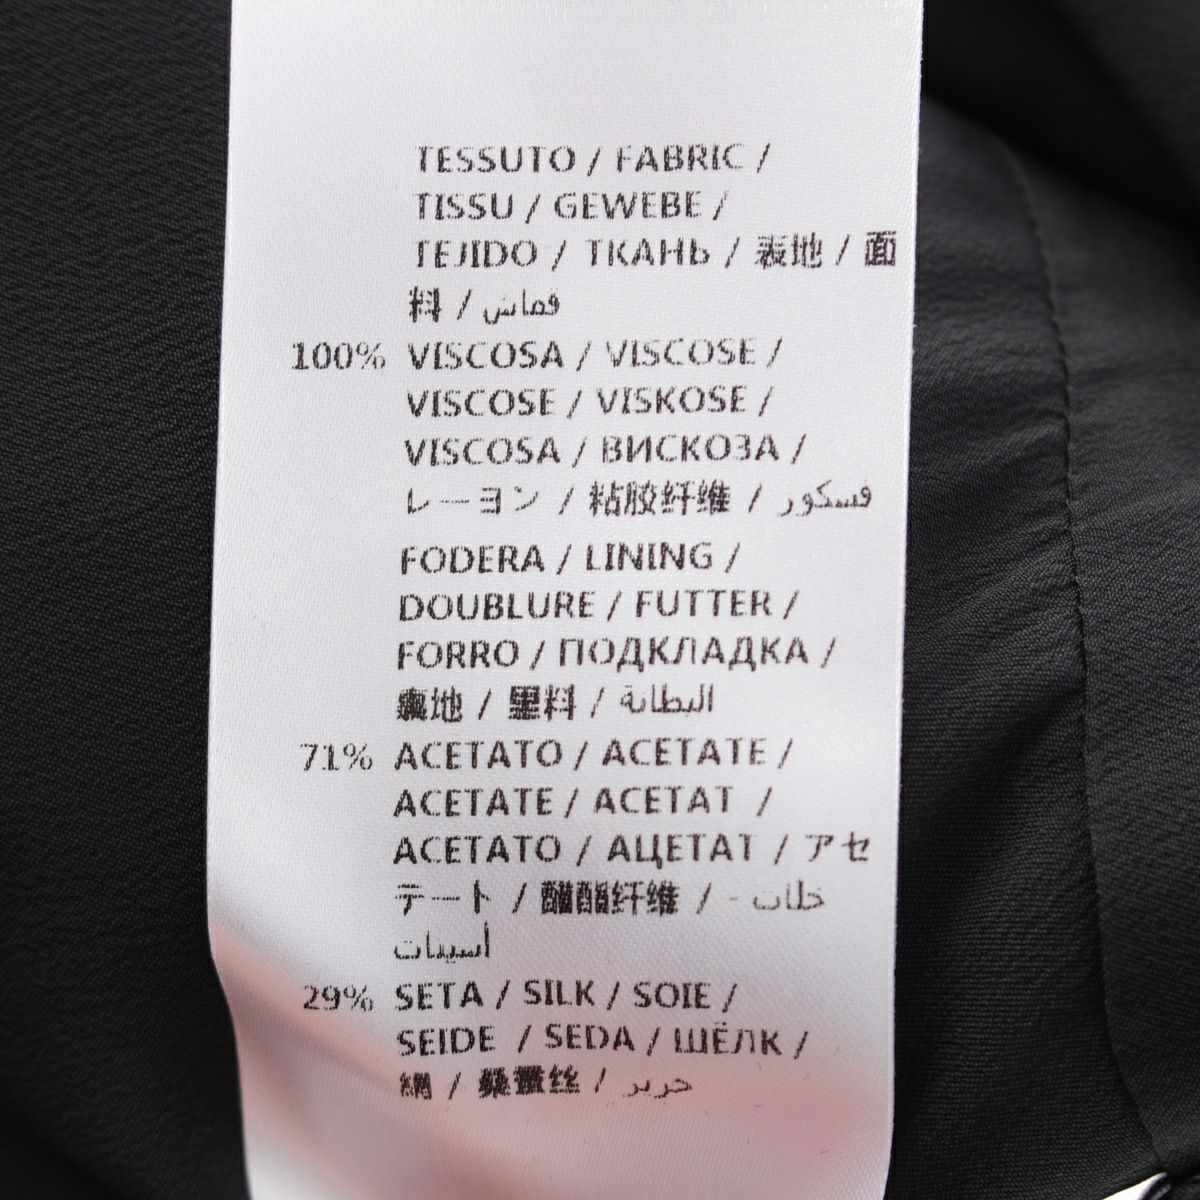 TESSUTO / FABRIC /
TISSU / GEWEBE /
TEJIDO / ТКАНЬ / 表地 / 面
料 / قماش
100% VISCOSA / VISCOSE /
VISCOSE / VISKOSE /
VISCOSA / ВИСКОЗА /
レーヨン / 粘胶纤维 / فسكور
FODERA / LINING /
DOUBLURE / FUTTER /
FORRO / ПОДКЛАДКА /
裏地 / 里料 / البطانة
71% ACETATO / ACETATE /
ACETATE / ACETAT /
ACETATO / АЦЕТАТ / アセ
テート / 醋酯纤维 / - خلات
أسيتات
29% SETA / SILK / SOIE /
SEIDE / SEDA / ШЁЛК /
絹 / 桑蚕丝 / حرير